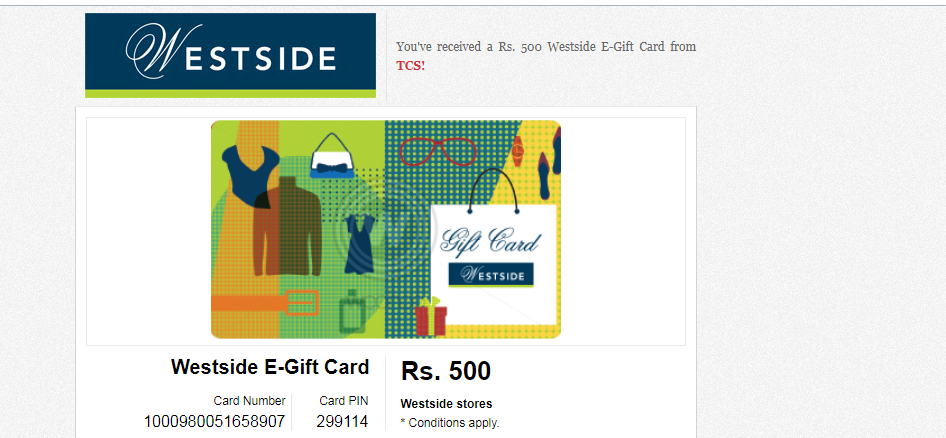 WESTSIDE
You've received a Rs. 500 Westside E-Gift Card from
TCS!
Gift Card
WESTSIDE
Westside E-Gift Card
Rs. 500
Card Number Card PIN
1000980051658907 299114
Westside stores
* Conditions apply.